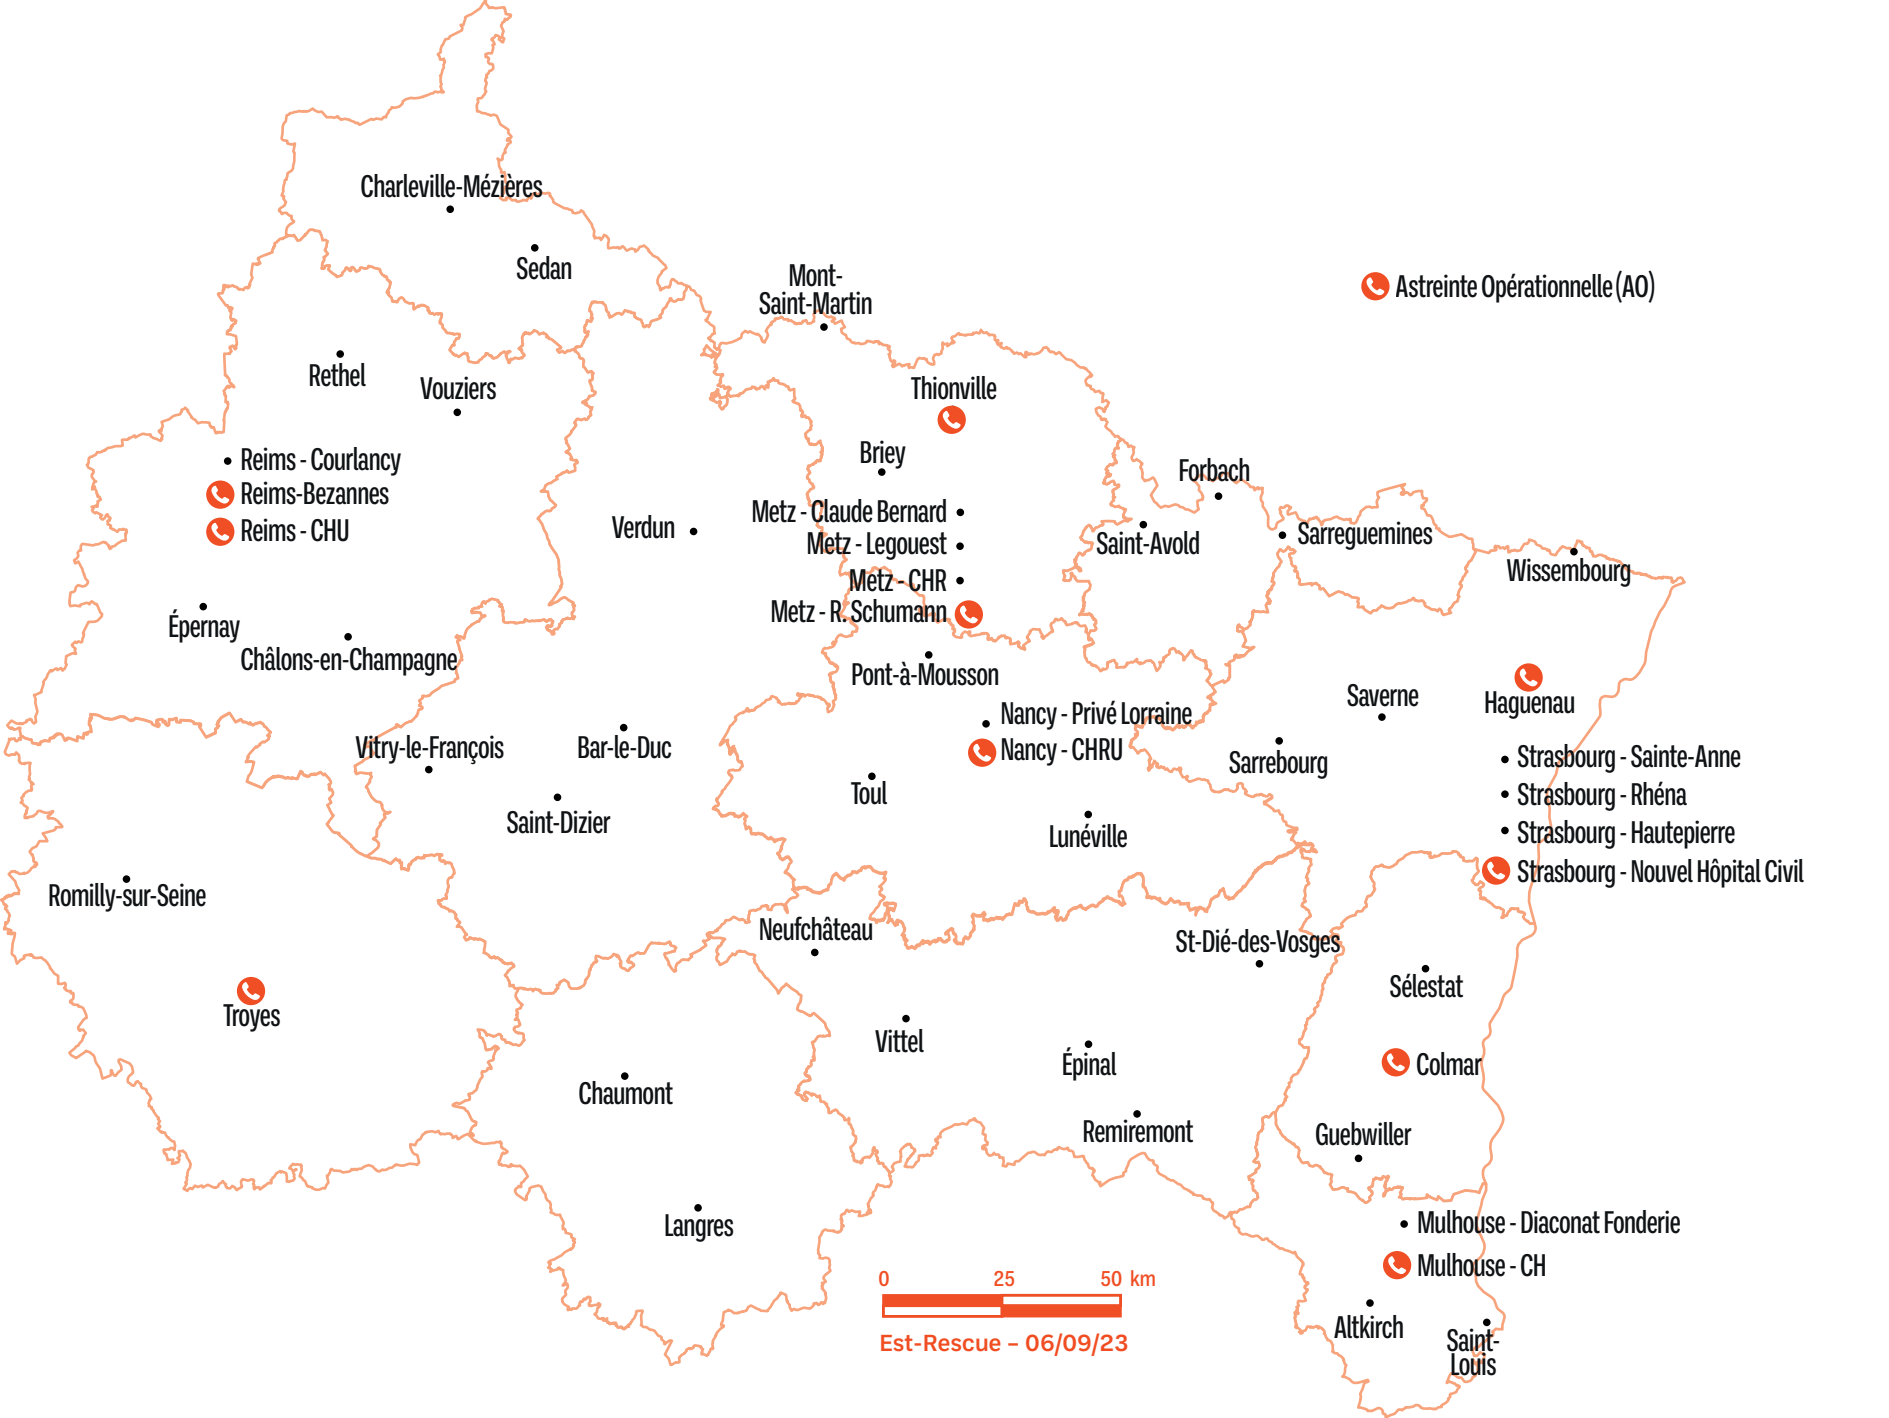 Charleville-Mézières
Sedan
Mont-
Saint-Martin
Astreinte Opérationnelle (AO)
Rethel
Vouziers
Thionville
Briey
Forbach
Reims - Courlancy
Reims-Bezannes
Reims - CHU
Verdun
Metz - Claude Bernard
Metz - Legouest
Metz - CHR
Metz - R. Schumann
Saint-Avold
Sarreguemines
Wissembourg
Épernay
Châlons-en-Champagne
Pont-à-Mousson
Saverne
Haguenau
Nancy - Privé Lorraine
Nancy - CHRU
Vitry-le-François
Bar-le-Duc
Sarrebourg
Strasbourg - Sainte-Anne
Strasbourg - Rhéna
Strasbourg - Hautepierre
Strasbourg - Nouvel Hôpital Civil
Toul
Saint-Dizier
Lunéville
Romilly-sur-Seine
Neufchâteau
St-Dié-des-Vosges
Sélestat
Troyes
Vittel
Épinal
Colmar
Chaumont
Remiremont
Guebwiller
Langres
Mulhouse - Diaconat Fonderie
Mulhouse - CH
0 25 50 km
Altkirch
Saint-
Louis
Est-Rescue – 06/09/23